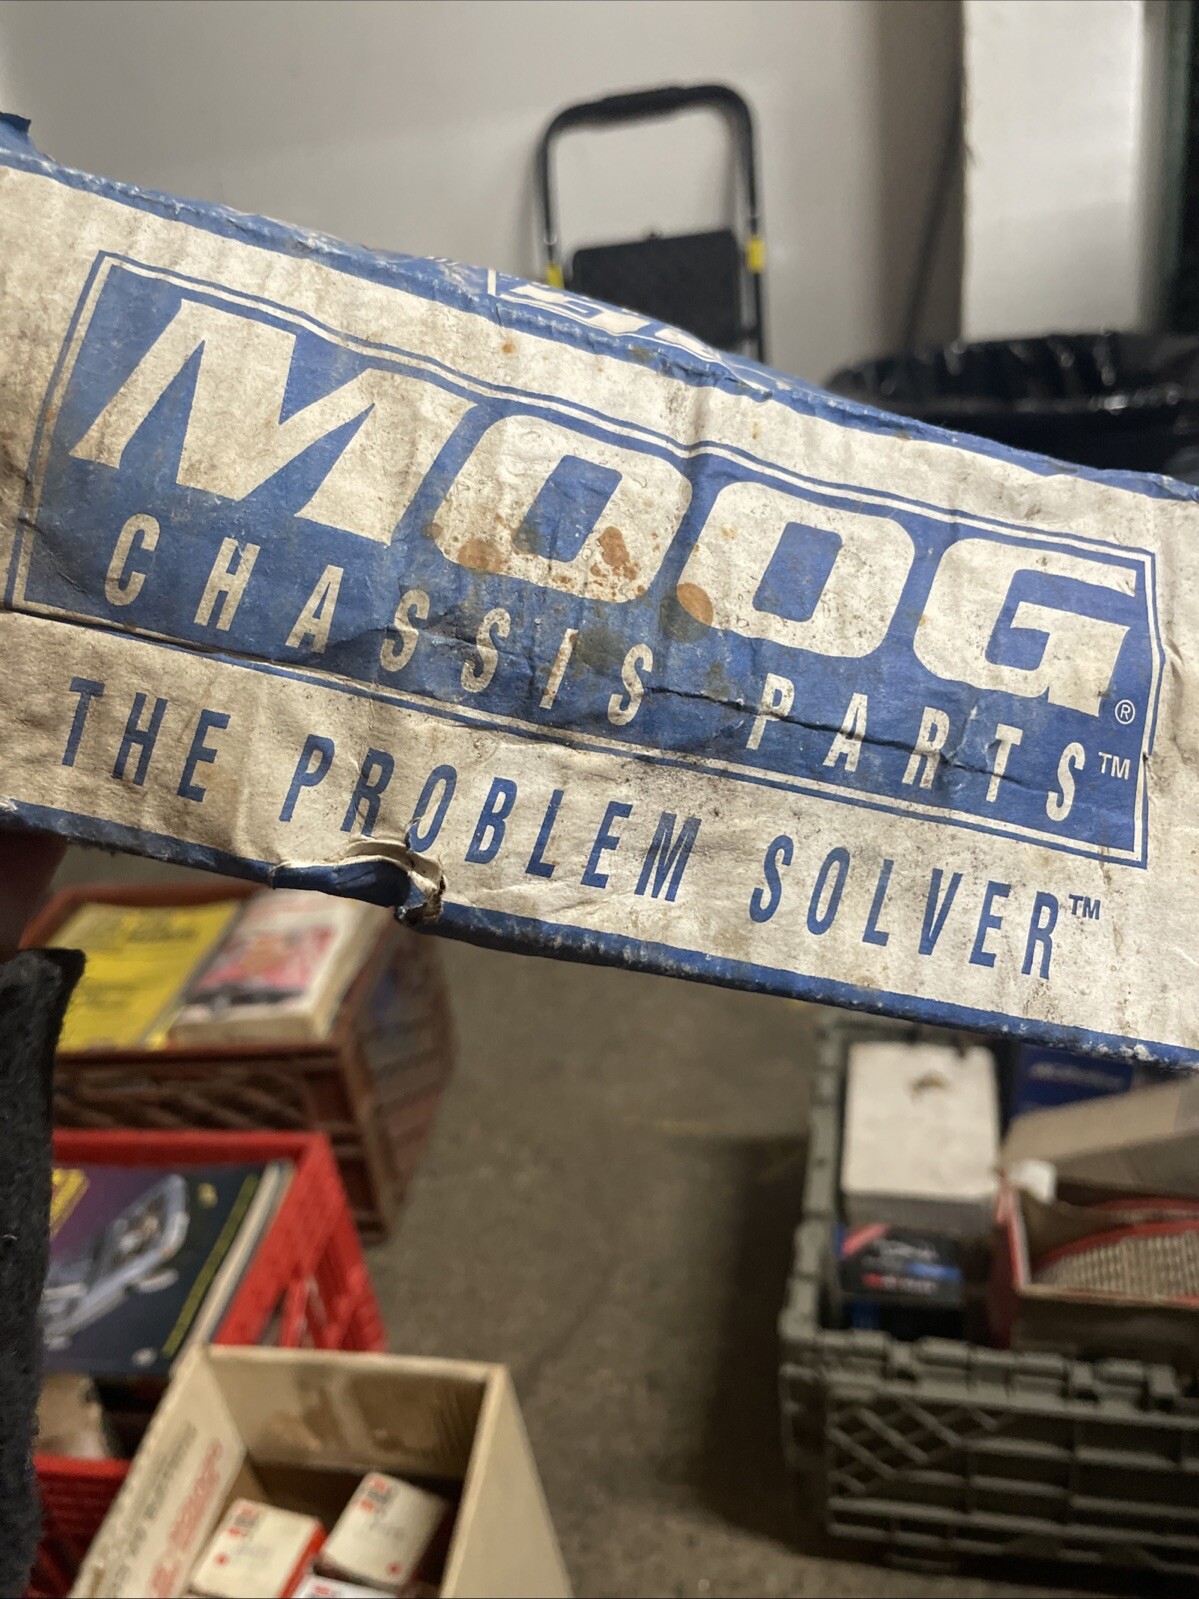 MOOG®
CHASSIS PARTS™
THE PROBLEM SOLVER™